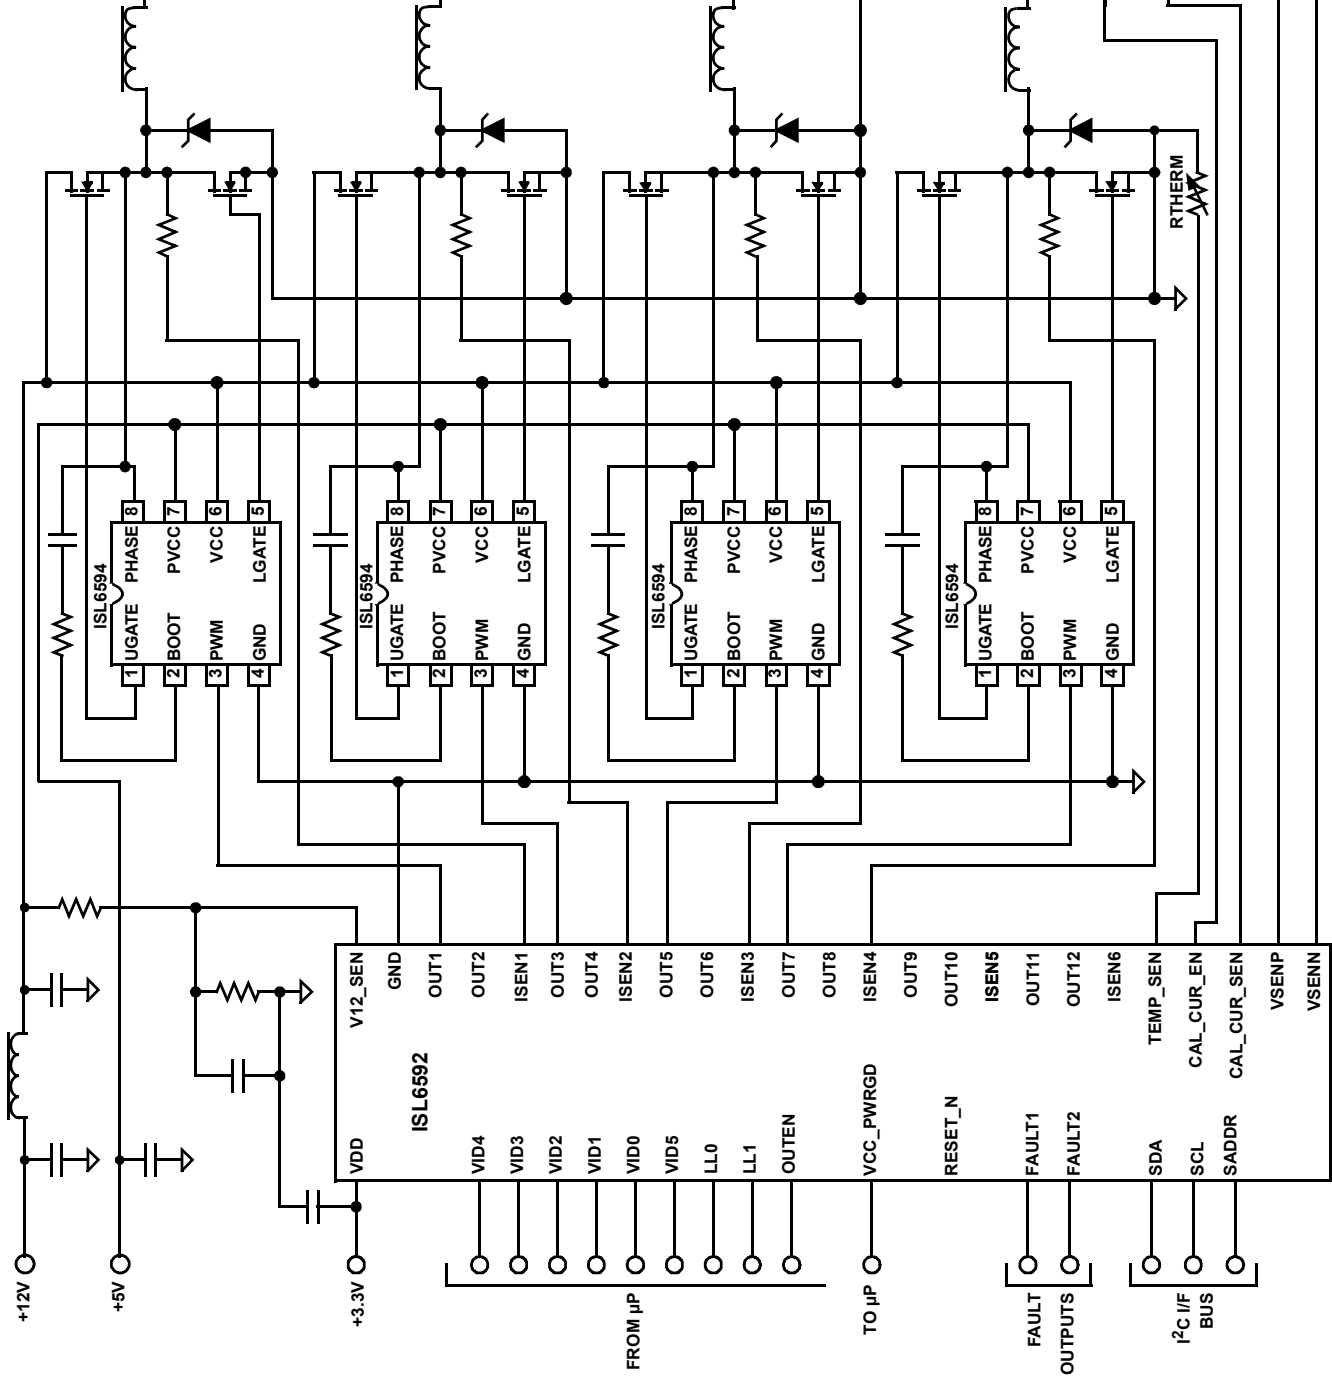 RTHERM
8
7
6
5
PHASE
PVCC
VCC
LGATE
ISL6594
UGATE
BOOT
PWM
GND
1
2
3
4
8
7
6
5
PHASE
PVCC
VCC
LGATE
ISL6594
UGATE
BOOT
PWM
GND
1
2
3
4
8
7
6
5
PHASE
PVCC
VCC
LGATE
ISL6594
UGATE
BOOT
PWM
GND
1
2
3
4
8
7
6
5
PHASE
PVCC
VCC
LGATE
ISL6594
UGATE
BOOT
PWM
GND
1
2
3
4
V12_SEN
GND
OUT1
OUT2
ISEN1
OUT3
OUT4
ISEN2
OUT5
OUT6
ISEN3
OUT7
OUT8
ISEN4
OUT9
OUT10
ISEN5
OUT11
OUT12
ISEN6
TEMP_SEN
CAL_CUR_EN
CAL_CUR_SEN
VSENP
VSENN
ISL6592
VDD
VID4
VID3
VID2
VID1
VID0
VID5
LL0
LL1
OUTEN
VCC_PWRGD
RESET_N
FAULT1
FAULT2
SDA
SCL
SADDR
+12V
+5V
+3.3V
FROM µP
TO µP
FAULT
OUTPUTS
I²C I/F
BUS